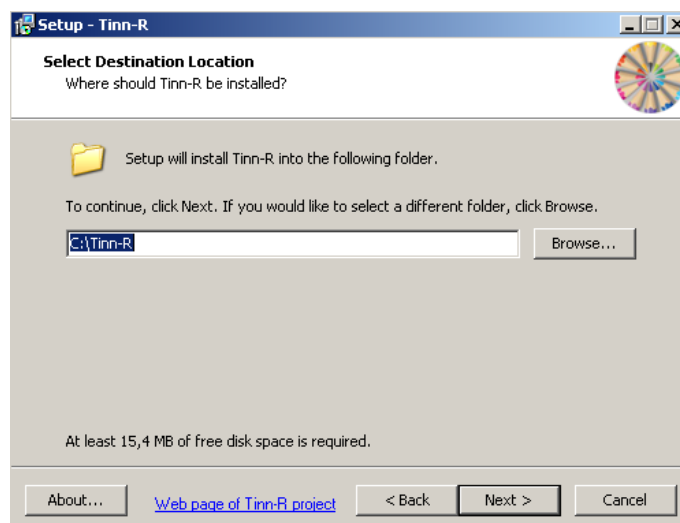 Setup - Tinn-R
Select Destination Location
Where should Tinn-R be installed?
Setup will install Tinn-R into the following folder.
To continue, click Next. If you would like to select a different folder, click Browse.
C:\Tinn-R
Browse...
At least 15,4 MB of free disk space is required.
About...
Web page of Tinn-R project
< Back
Next >
Cancel